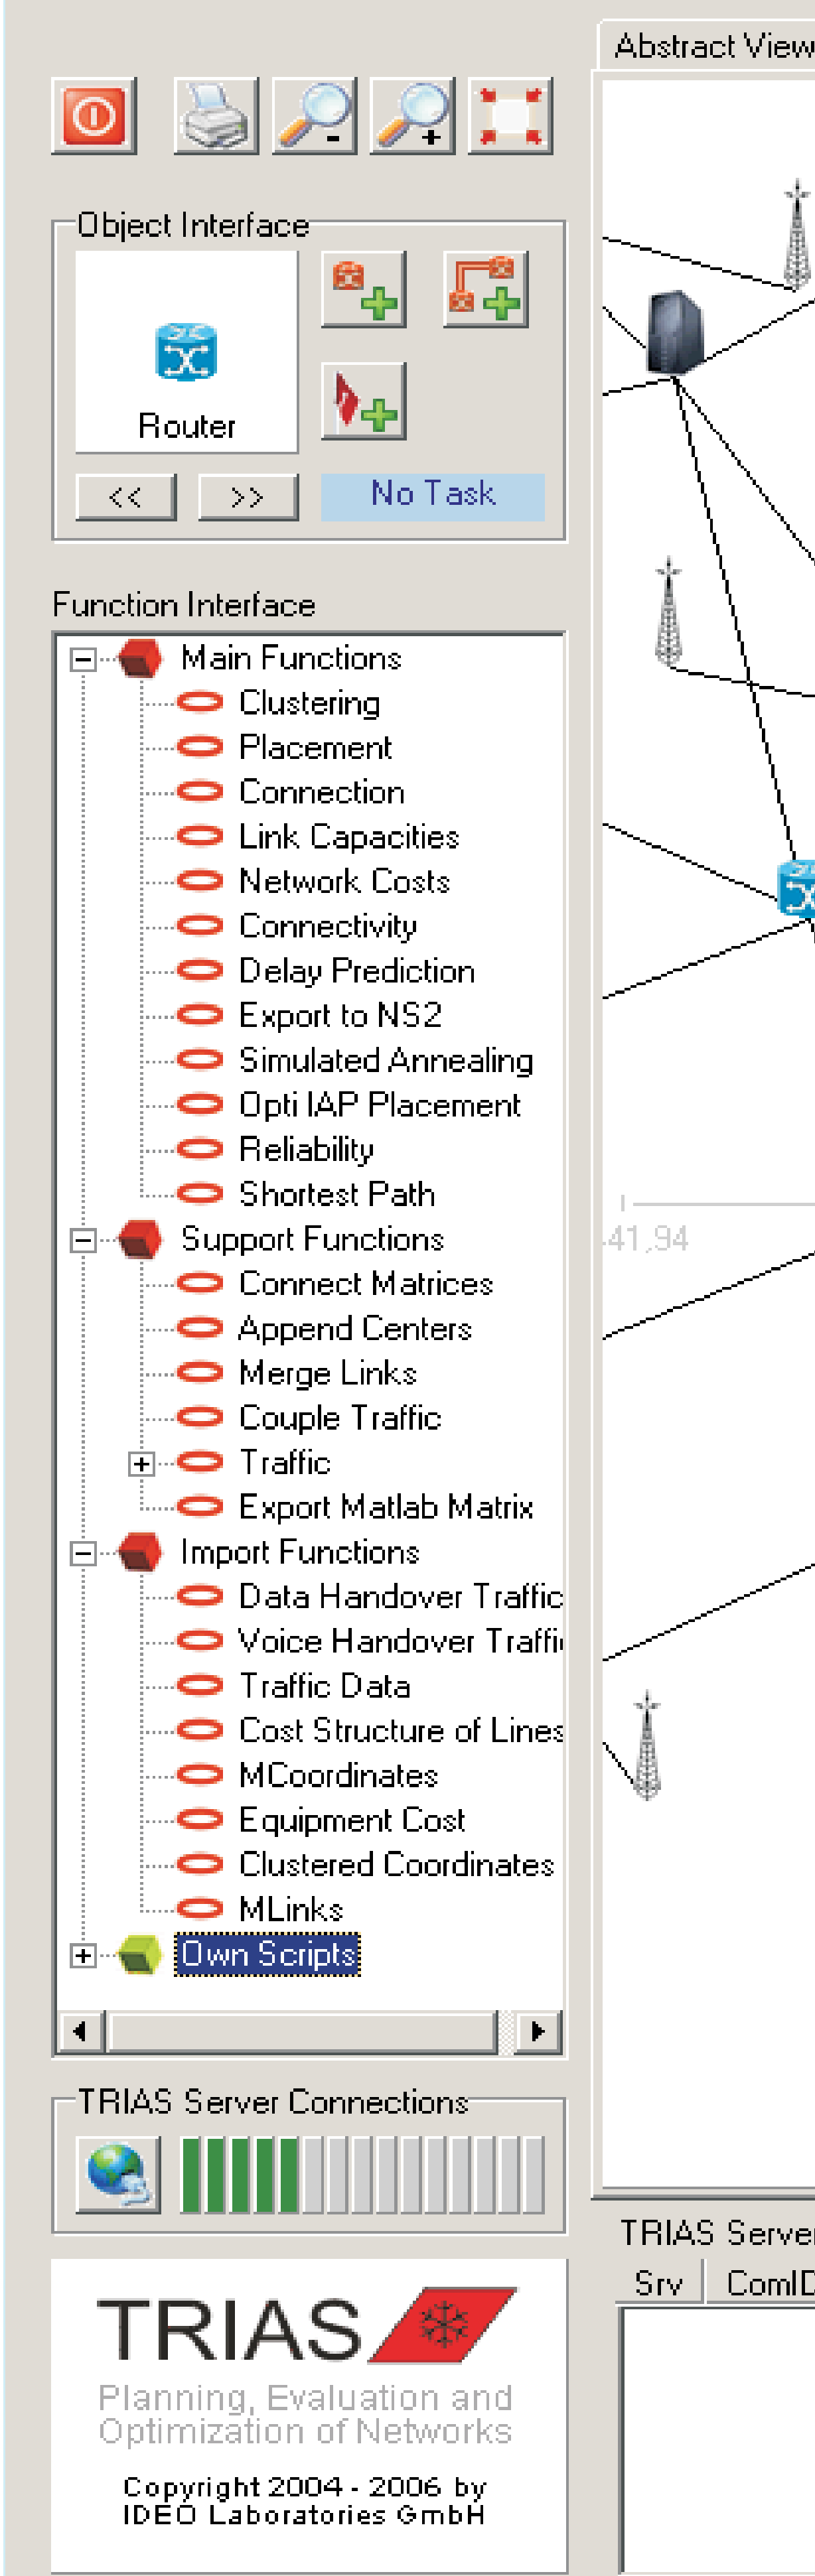 Abstract View
Object Interface
Router
<<
>>
No Task
Function Interface
Main Functions
Clustering
Placement
Connection
Link Capacities
Network Costs
Connectivity
Delay Prediction
Export to NS2
Simulated Annealing
Opti IAP Placement
Reliability
Shortest Path
Support Functions
Connect Matrices
Append Centers
Merge Links
Couple Traffic
Traffic
Export Matlab Matrix
Import Functions
Data Handover Traffic
Voice Handover Traffi
Traffic Data
Cost Structure of Lines
MCoordinates
Equipment Cost
Clustered Coordinates
MLinks
Own Scripts
41,94
TRIAS Server Connections
TRIAS Server
Srv ComID
TRIAS
Planning, Evaluation and
Optimization of Networks
Copyright 2004 - 2006 by
IDEO Laboratories GmbH